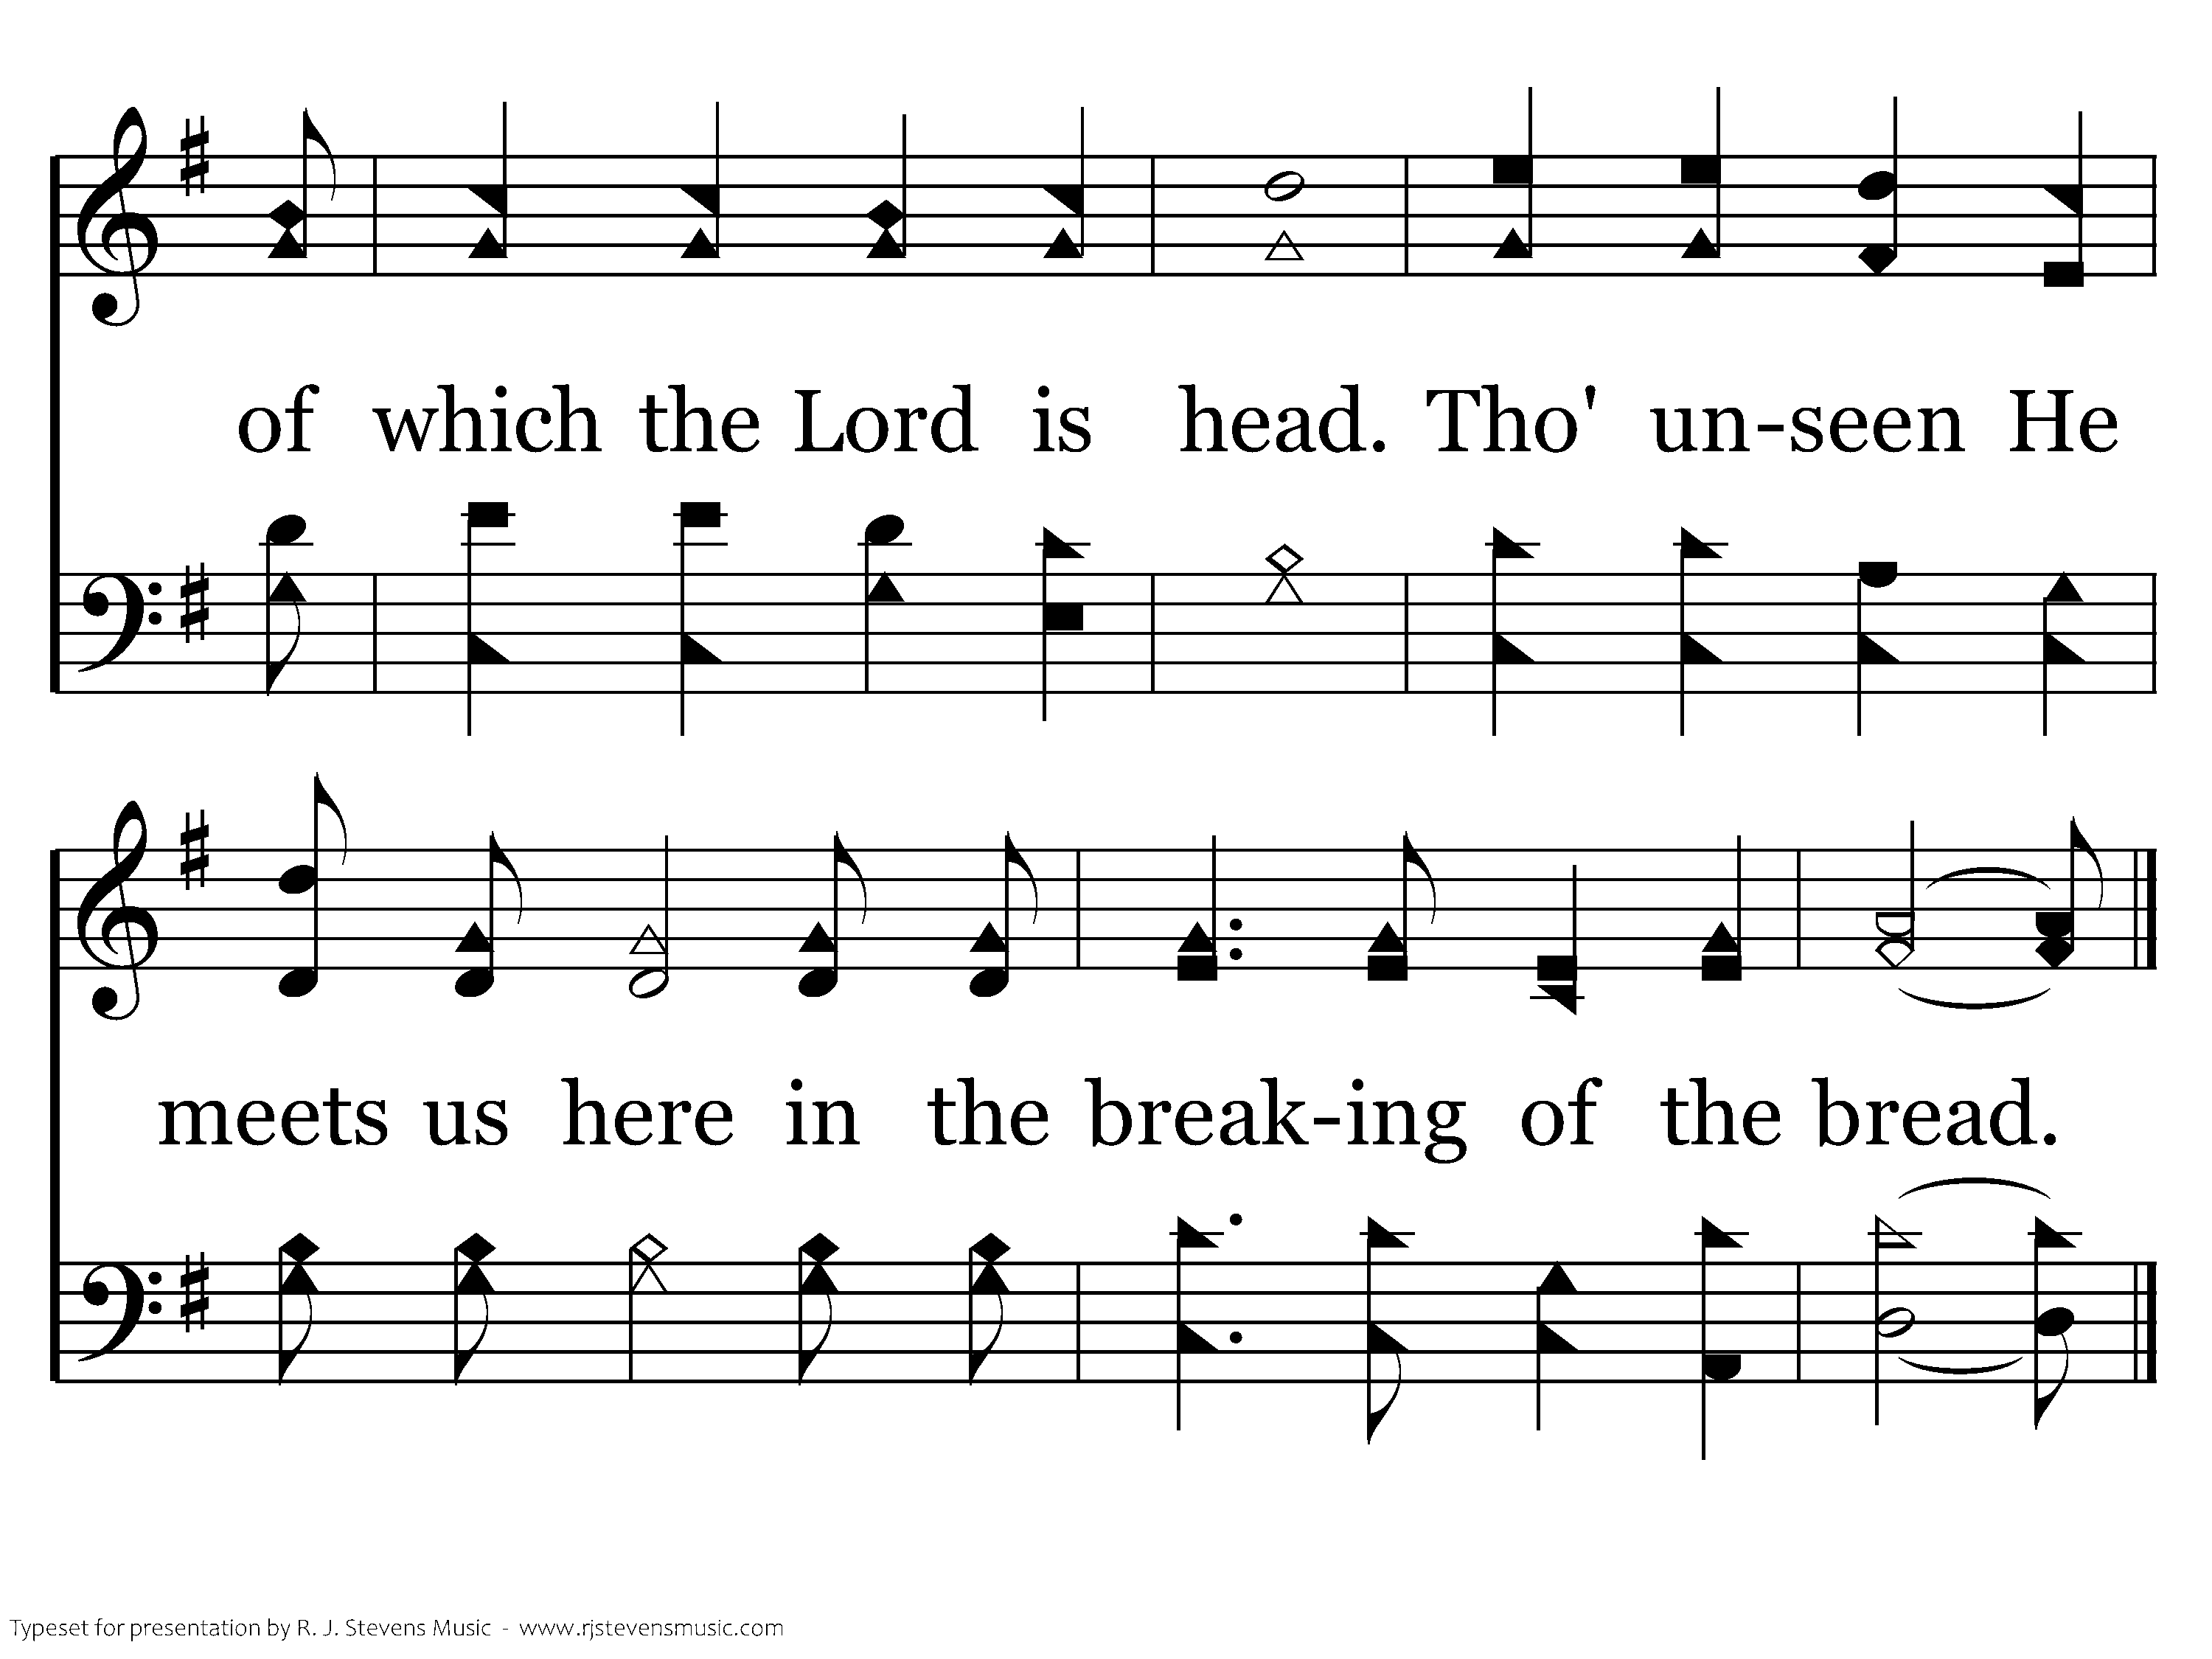 of which the Lord is head. Tho' un-seen He
meets us here in the break-ing of the bread.
Typeset for presentation by R. J. Stevens Music - www.rjstevensmusic.com